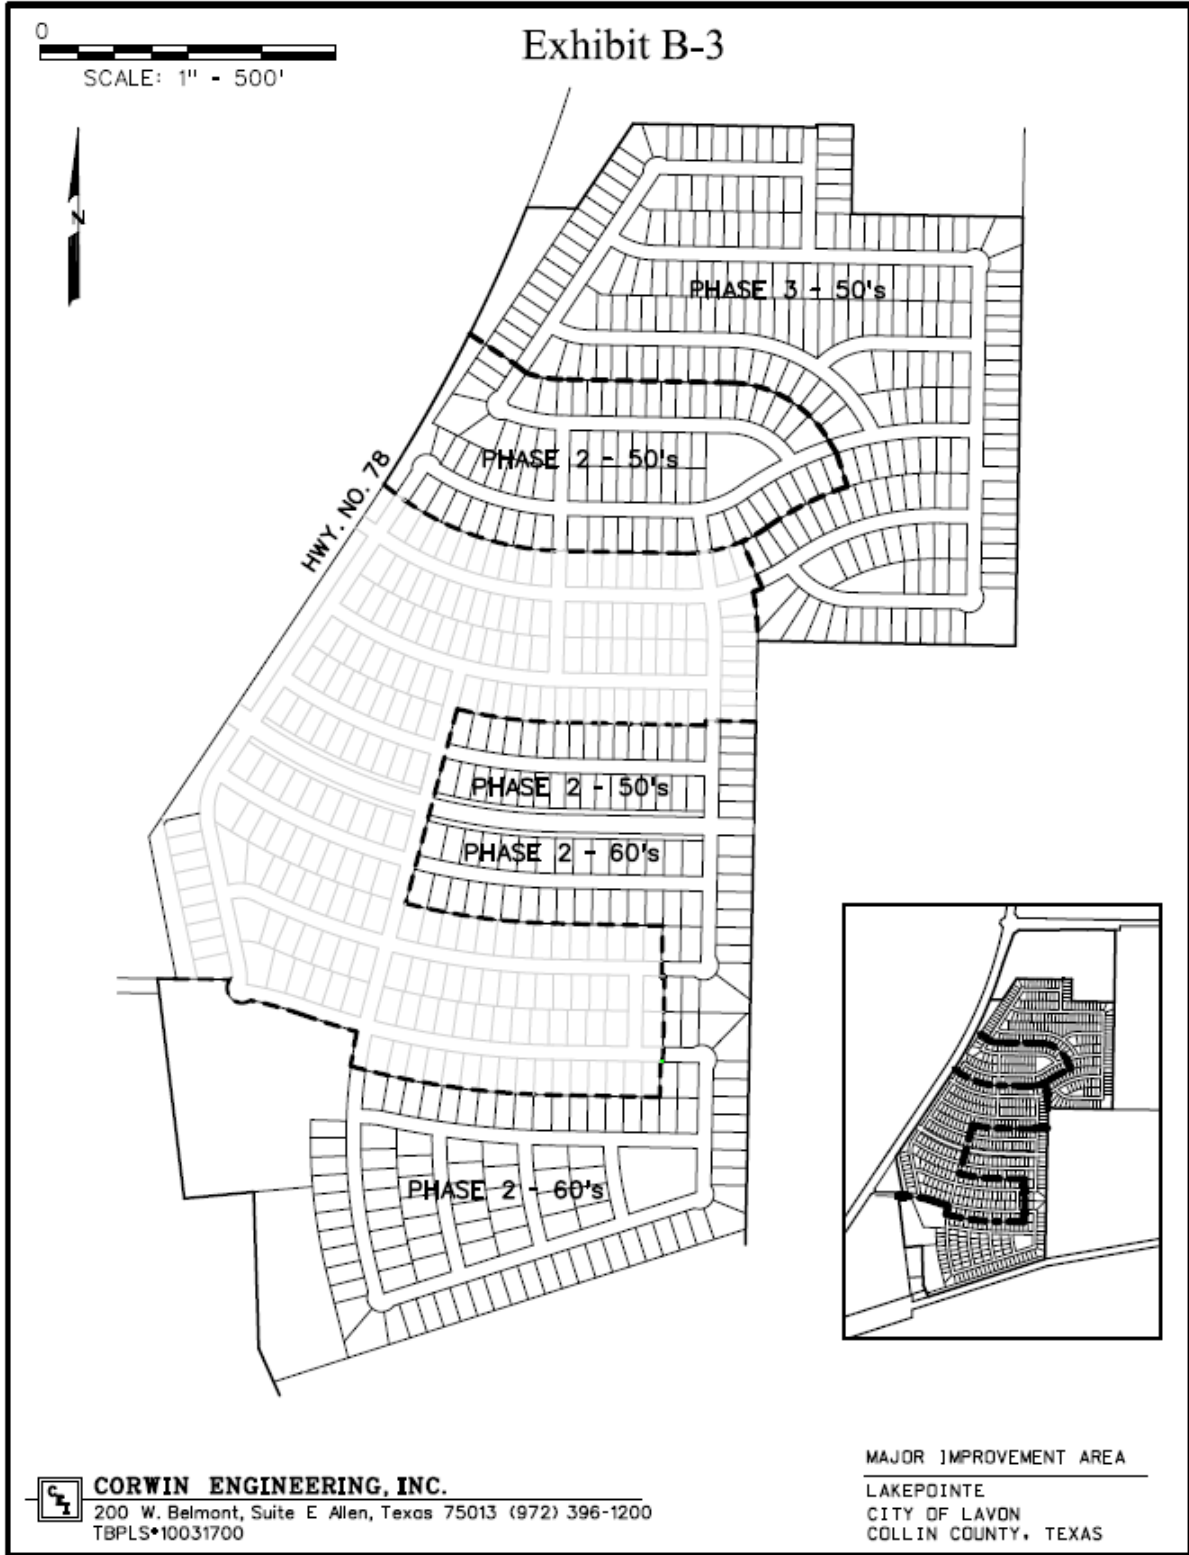 Exhibit B-3
0
SCALE: 1" - 500'
N
PHASE 3 - 50's
PHASE 2 - 50's
HWY. NO. 78
PHASE 2 - 50's
PHASE 2 - 60's
PHASE 2 - 60's
MAJOR IMPROVEMENT AREA
LAKEPOINTE
CITY OF LAVON
COLLIN COUNTY, TEXAS
CEI
CORWIN ENGINEERING, INC.
200 W. Belmont, Suite E Allen, Texas 75013 (972) 396-1200
TBPLS*10031700